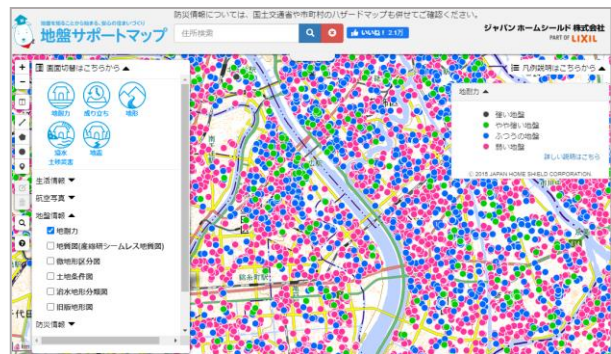 防災情報については、国土交通省や市町村のハザードマップも併せてご確認ください。
地盤を知ることから始まる、安心の住まいづくり
地盤サポートマップ
住所検索
いいね! 2.1万
ジャパン ホームシールド 株式会社
PART OF LIXIL
画面切替はこちらから ▲
凡例説明はこちらから ▲
地耐力
成り立ち
地形
浸水
土砂災害
地震
生活情報 ▼
航空写真 ▼
地盤情報 ▲
地耐力
地質図(産総研シームレス地質図)
微地形区分図
土地条件図
治水地形分類図
旧版地形図
防災情報 ▼
地耐力 ▲
強い地盤
やや強い地盤
ふつうの地盤
弱い地盤
詳しい説明はこちら
© 2015 JAPAN HOME SHIELD CORPORATION.
錦糸町駅